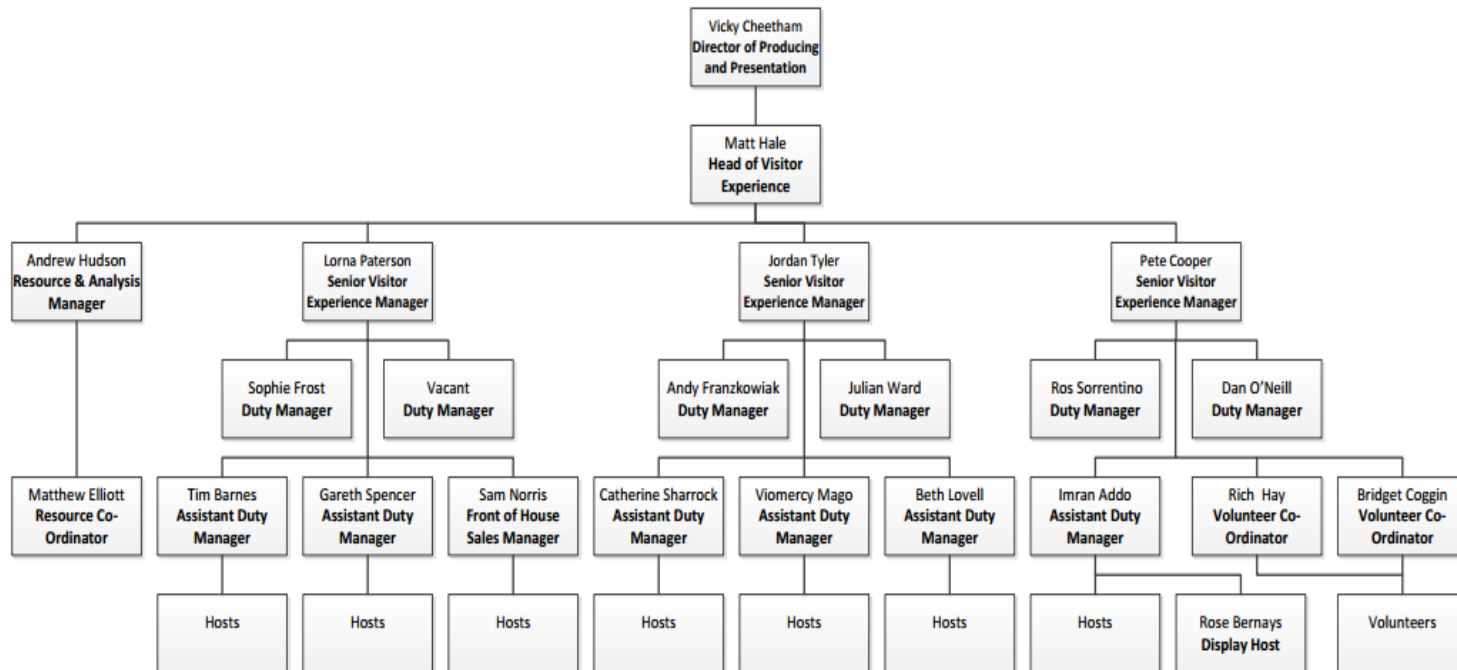 Vicky Cheetham
Director of Producing
and Presentation
Matt Hale
Head of Visitor
Experience
Andrew Hudson
Resource & Analysis
Manager
Lorna Paterson
Senior Visitor
Experience Manager
Jordan Tyler
Senior Visitor
Experience Manager
Pete Cooper
Senior Visitor
Experience Manager
Sophie Frost
Duty Manager
Vacant
Duty Manager
Andy Franzkowiak
Duty Manager
Julian Ward
Duty Manager
Ros Sorrentino
Duty Manager
Dan O’Neill
Duty Manager
Matthew Elliott
Resource Co-
Ordinator
Tim Barnes
Assistant Duty
Manager
Gareth Spencer
Assistant Duty
Manager
Sam Norris
Front of House
Sales Manager
Catherine Sharrock
Assistant Duty
Manager
Viomercy Mago
Assistant Duty
Manager
Beth Lovell
Assistant Duty
Manager
Imran Addo
Assistant Duty
Manager
Rich Hay
Volunteer Co-
Ordinator
Bridget Coggin
Volunteer Co-
Ordinator
Hosts
Hosts
Hosts
Hosts
Hosts
Hosts
Hosts
Rose Bernays
Display Host
Volunteers